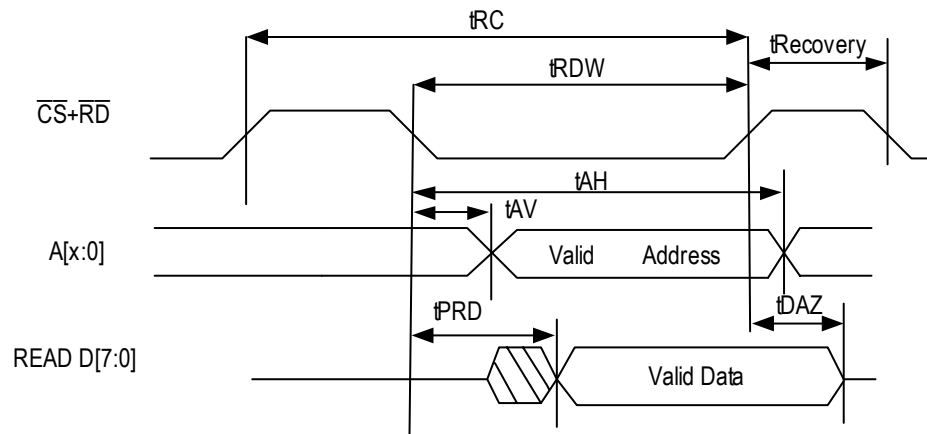 tRC
tRecovery
tRDW
CS+RD
tAH
tAV
A[x:0]
Valid Address
tDAZ
tPRD
READ D[7:0]
Valid Data